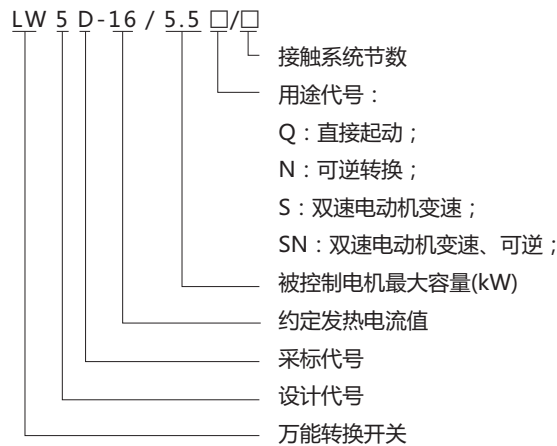 LW 5 D-16 / 5.5 □/□
接触系统节数
用途代号：
Q：直接起动；
N：可逆转换；
S：双速电动机变速；
SN：双速电动机变速、可逆；
被控制电机最大容量(kW)
约定发热电流值
采标代号
设计代号
万能转换开关